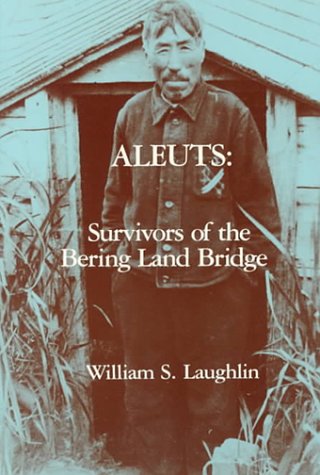 ALEUTS:
Survivors of the
Bering Land Bridge
William S. Laughlin